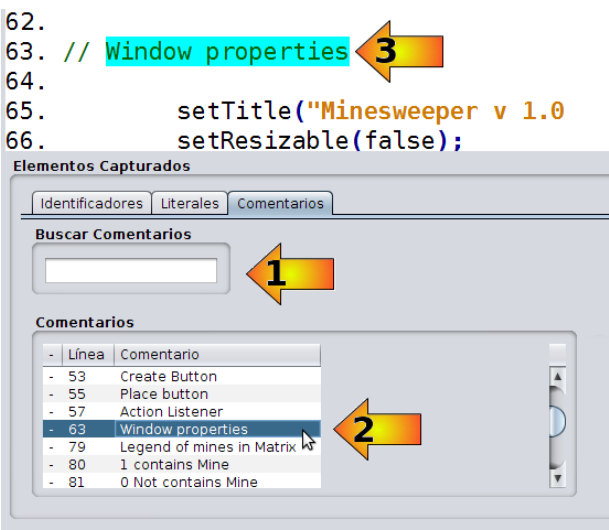 62.
63. // Window properties 3
64.
65. setTitle("Minesweeper v 1.0
66. setResizable(false);
Elementos Capturados
Identificadores Literales Comentarios
Buscar Comentarios
1
Comentarios
- Línea Comentario
- 53 Create Button
- 55 Place button
- 57 Action Listener
- 63 Window properties 2
- 79 Legend of mines in Matrix
- 80 1 contains Mine
- 81 0 Not contains Mine